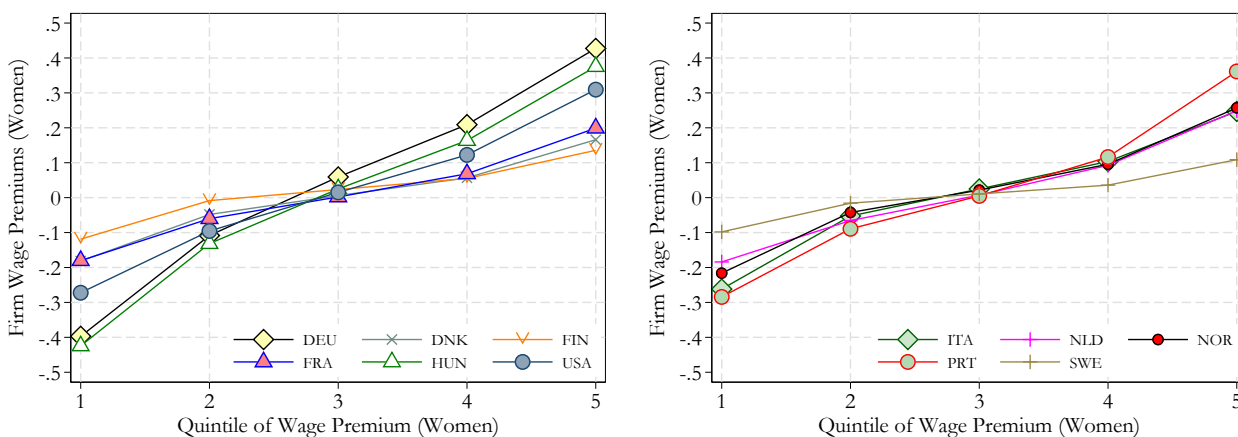 Firm Wage Premiums (Women)
.5
.4
.3
.2
.1
0
-.1
-.2
-.3
-.4
-.5
DEU DNK FIN
FRA HUN USA
1 2 3 4 5
Quintile of Wage Premium (Women)
Firm Wage Premiums (Women)
.5
.4
.3
.2
.1
0
-.1
-.2
-.3
-.4
-.5
ITA NLD NOR
PRT SWE
1 2 3 4 5
Quintile of Wage Premium (Women)